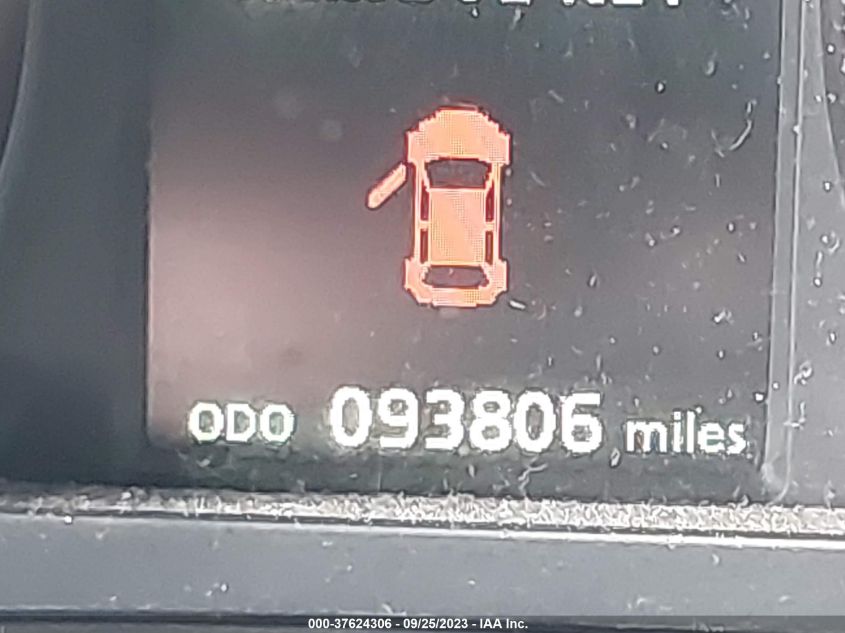 ODO 093806 miles
000-37624306 - 09/25/2023 - IAA Inc.